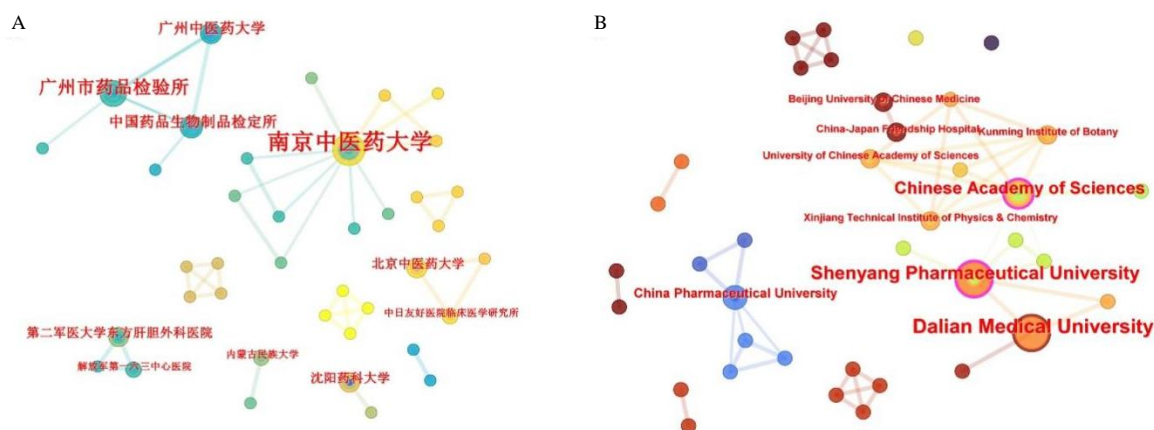 A
广州中医药大学
广州市药品检验所
中国药品生物制品检定所
南京中医药大学
北京中医药大学
中日友好医院临床医学研究所
第二军医大学东方肝胆外科医院
解放军第一六三中心医院
内蒙古民族大学
沈阳药科大学
B
Beijing University of Chinese Medicine
China-Japan Friendship Hospital
Kunming Institute of Botany
University of Chinese Academy of Sciences
Chinese Academy of Sciences
Xinjiang Technical Institute of Physics & Chemistry
Shenyang Pharmaceutical University
China Pharmaceutical University
Dalian Medical University